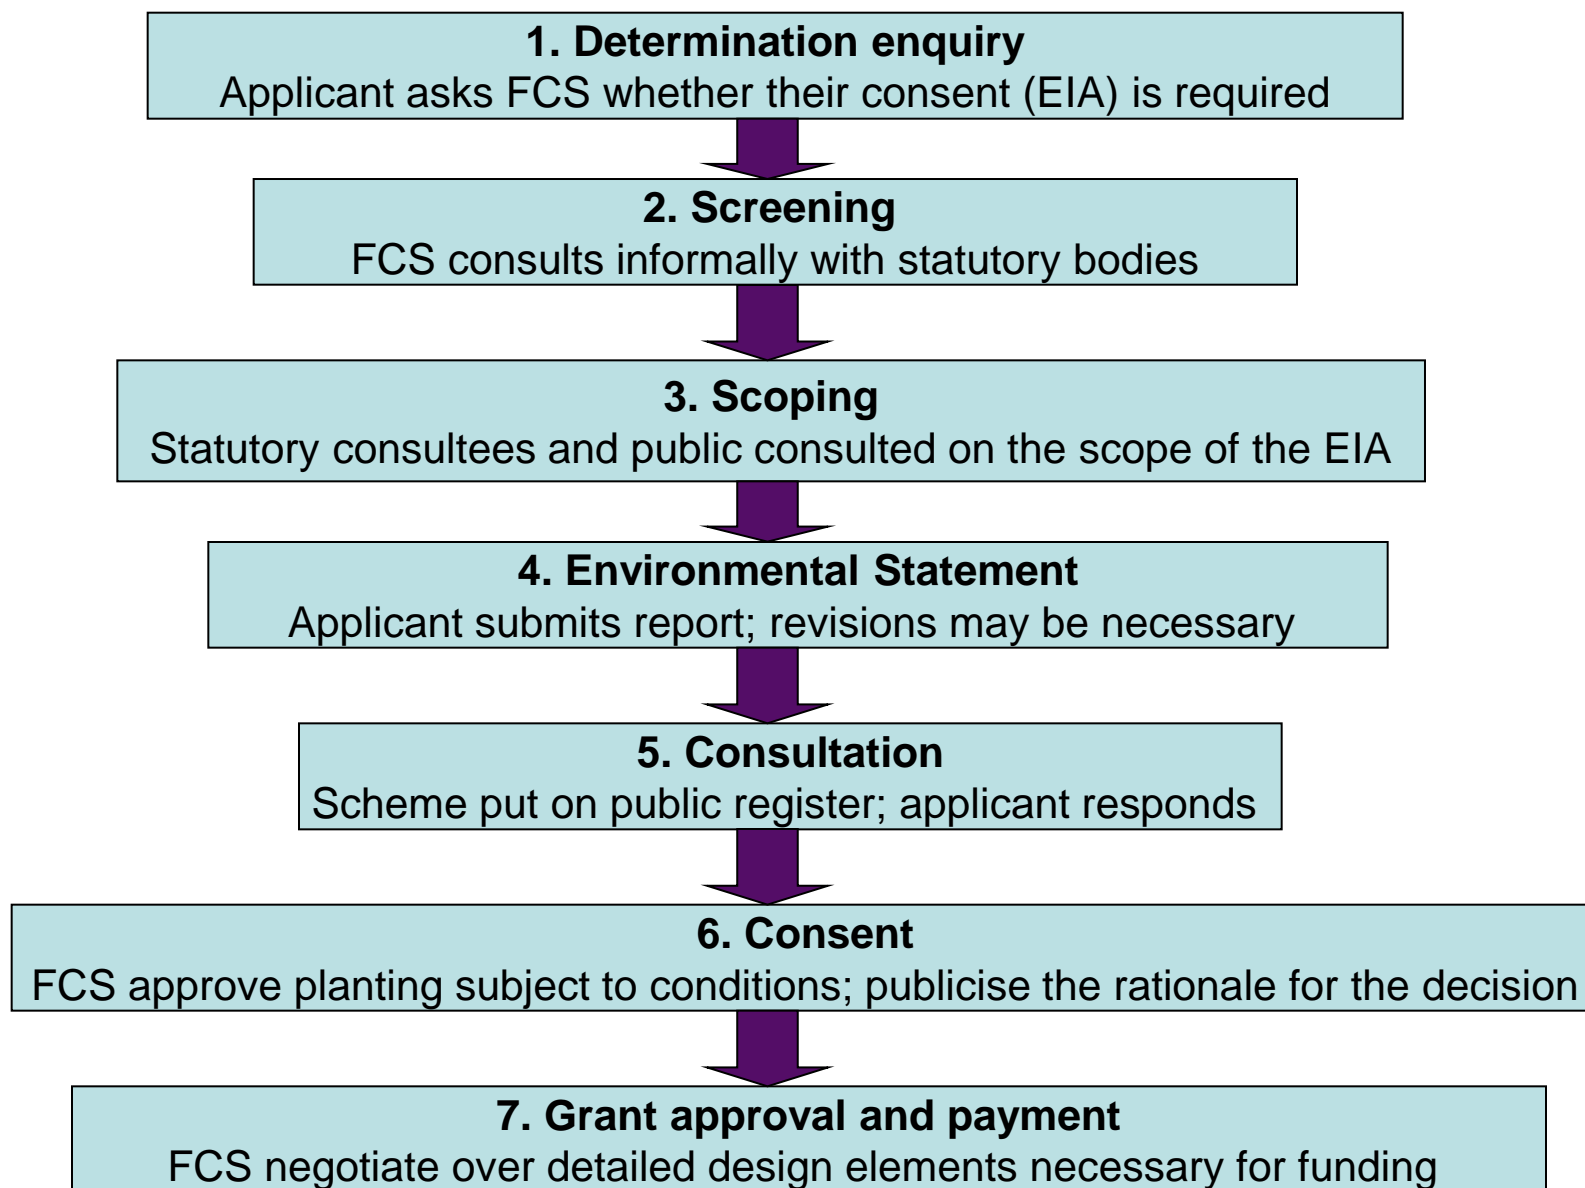 1. Determination enquiry
Applicant asks FCS whether their consent (EIA) is required
2. Screening
FCS consults informally with statutory bodies
3. Scoping
Statutory consultees and public consulted on the scope of the EIA
4. Environmental Statement
Applicant submits report; revisions may be necessary
5. Consultation
Scheme put on public register; applicant responds
6. Consent
FCS approve planting subject to conditions; publicise the rationale for the decision
7. Grant approval and payment
FCS negotiate over detailed design elements necessary for funding